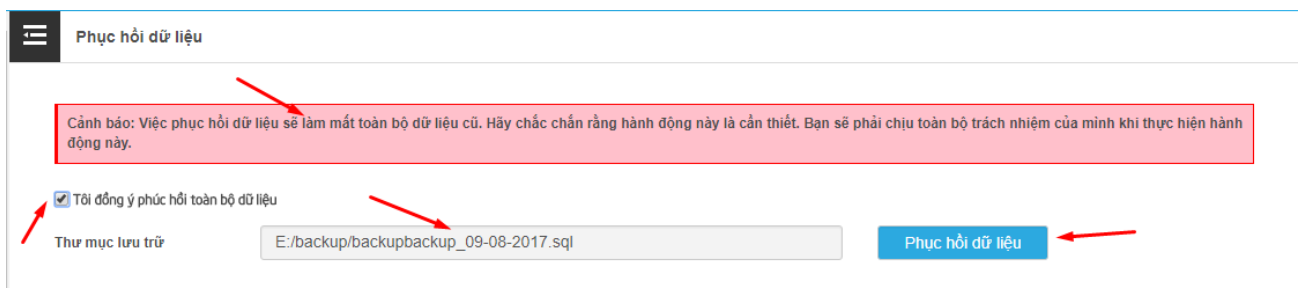 Phục hồi dữ liệu
Cảnh báo: Việc phục hồi dữ liệu sẽ làm mất toàn bộ dữ liệu cũ. Hãy chắc chắn rằng hành động này là cần thiết. Bạn sẽ phải chịu toàn bộ trách nhiệm của mình khi thực hiện hành
động này.
Tôi đồng ý phúc hồi toàn bộ dữ liệu
Thư mục lưu trữ E:/backup/backupbackup_09-08-2017.sql Phục hồi dữ liệu